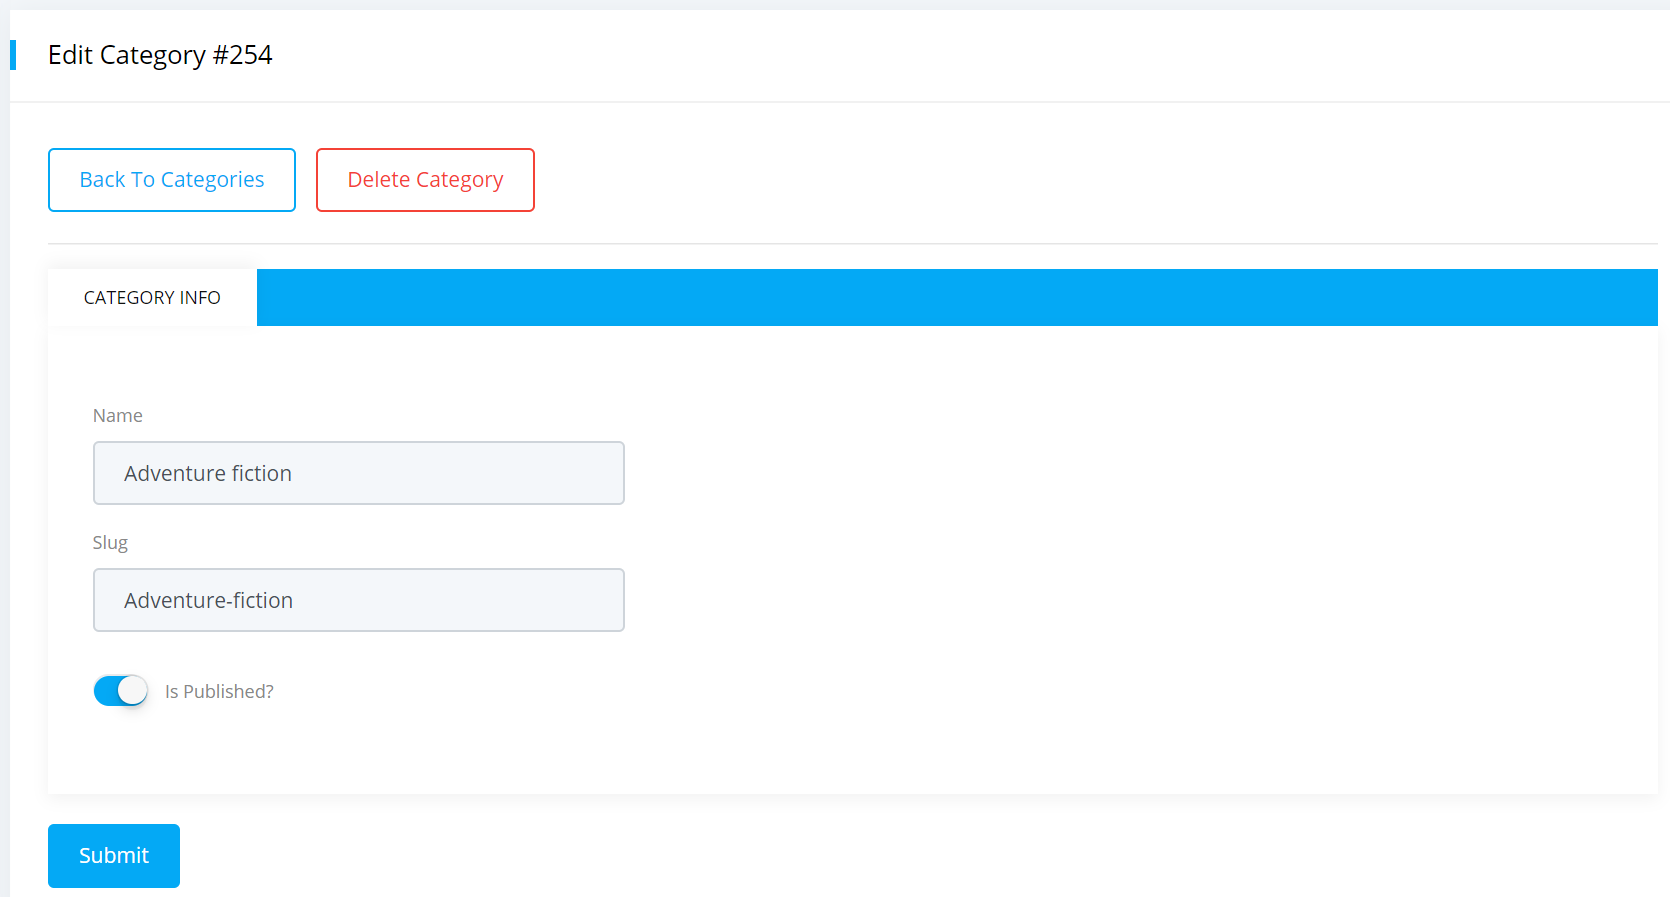 Edit Category #254
Back To Categories
Delete Category
CATEGORY INFO
Name
Adventure fiction
Slug
Adventure-fiction
Is Published?
Submit